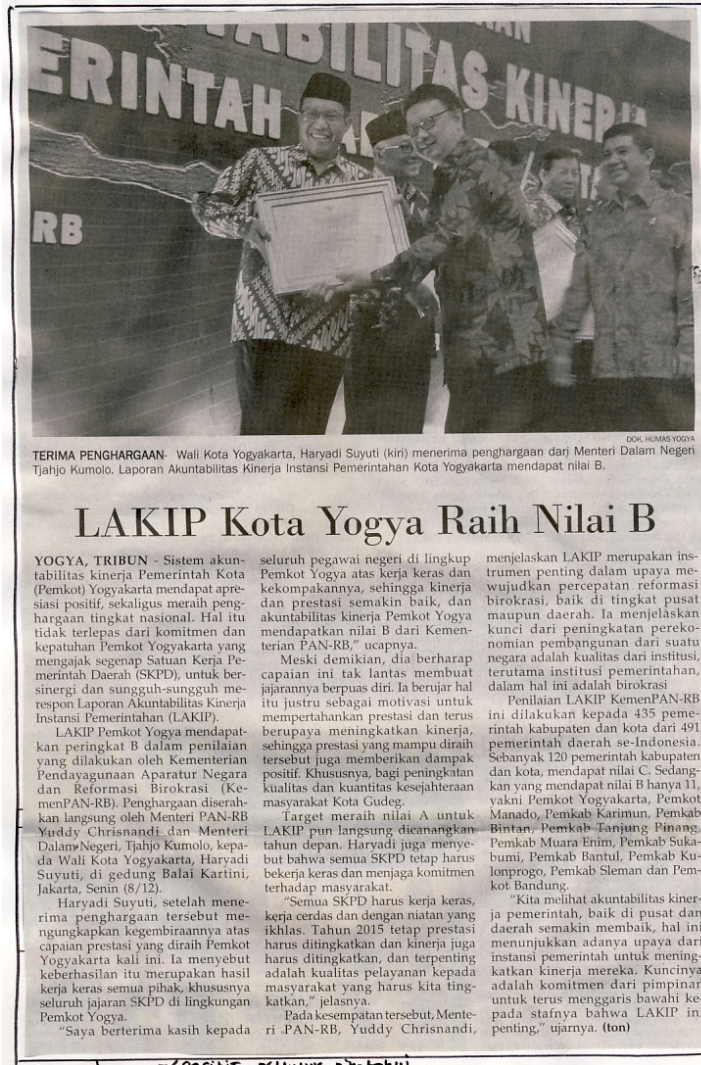 TABILITAS KINERJA
ERINTAH
RB
DOK. HUMAS YOGYA
TERIMA PENGHARGAAN- Wali Kota Yogyakarta, Haryadi Suyuti (kiri) menerima penghargaan dari Menteri Dalam Negeri
Tjahjo Kumolo. Laporan Akuntabilitas Kinerja Instansi Pemerintahan Kota Yogyakarta mendapat nilai B.
LAKIP Kota Yogya Raih Nilai B
YOGYA, TRIBUN - Sistem akun-
tabilitas kinerja Pemerintah Kota
(Pemkot) Yogyakarta mendapat apre-
siasi positif, sekaligus meraih peng-
hargaan tingkat nasional. Hal itu
tidak terlepas dari komitmen dan
kepatuhan Pemkot Yogyakarta yang
mengajak segenap Satuan Kerja Pe-
merintah Daerah (SKPD), untuk ber-
sinergi dan sungguh-sungguh me-
respon Laporan Akuntabilitas Kinerja
Instansi Pemerintahan (LAKIP).
LAKIP Pemkot Yogya mendapat-
kan peringkat B dalam penilaian
yang dilakukan oleh Kementerian
Pendayagunaan Aparatur Negara
dan Reformasi Birokrasi (Ke-
menPAN-RB). Penghargaan diserah-
kan langsung oleh Menteri PAN-RB
Yuddy Chrisnandi dan Menteri
Dalam Negeri, Tjahjo Kumolo, kepa-
da Wali Kota Yogyakarta, Haryadi
Suyuti, di gedung Balai Kartini,
Jakarta, Senin (8/12).
Haryadi Suyuti, setelah mene-
rima penghargaan tersebut me-
ngungkapkan kegembiraannya atas
capaian prestasi yang diraih Pemkot
Yogyakarta kali ini. Ia menyebut
keberhasilan itu merupakan hasil
kerja keras semua pihak, khususnya
seluruh jajaran SKPD di lingkungan
Pemkot Yogya.
"Saya berterima kasih kepada
seluruh pegawai negeri di lingkup
Pemkot Yogya atas kerja keras dan
kekompakannya, sehingga kinerja
dan prestasi semakin baik, dan
akuntabilitas kinerja Pemkot Yogya
mendapatkan nilai B dari Kemen-
terian PAN-RB," ucapnya.
Meski demikian, dia berharap
capaian ini tak lantas membuat
jajarannya berpuas diri. Ia berujar hal
itu justru sebagai motivasi untuk
mempertahankan prestasi dan terus
berupaya meningkatkan kinerja,
sehingga prestasi yang mampu diraih
tersebut juga memberikan dampak
positif. Khususnya, bagi peningkatan
kualitas dan kuantitas kesejahteraan
masyarakat Kota Gudeg.
Target meraih nilai A untuk
LAKIP pun langsung dicanangkan
tahun depan. Haryadi juga menye-
but bahwa semua SKPD tetap harus
bekerja keras dan menjaga komitmen
terhadap masyarakat.
"Semua SKPD harus kerja keras,
kerja cerdas dan dengan niatan yang
ikhlas. Tahun 2015 tetap prestasi
harus ditingkatkan dan kinerja juga
harus ditingkatkan, dan terpenting
adalah kualitas pelayanan kepada
masyarakat yang harus kita ting-
katkan," jelasnya.
Pada kesempatan tersebut, Mente-
ri PAN-RB, Yuddy Chrisnandi,
menjelaskan LAKIP merupakan ins-
trumen penting dalam upaya me-
wujudkan percepatan reformasi
birokrasi, baik di tingkat pusat
maupun daerah. Ia menjelaskan
kunci dari peningkatan pereko-
nomian pembangunan dari suatu
negara adalah kualitas dari institusi,
terutama institusi pemerintahan,
dalam hal ini adalah birokrasi
Penilaian LAKIP KemenPAN-RB
ini dilakukan kepada 435 peme-
rintah kabupaten dan kota dari 491
pemerintah daerah se-Indonesia.
Sebanyak 120 pemerintah kabupaten
dan kota, mendapat nilai C. Sedang-
kan yang mendapat nilai B hanya 11,
yakni Pemkot Yogyakarta, Pemkot
Manado, Pemkab Karimun, Pemkab
Bintan, Pemkab Tanjung Pinang,
Pemkab Muara Enim, Pemkab Suka-
bumi, Pemkab Bantul, Pemkab Ku-
lonprogo, Pemkab Sleman dan Pem-
kot Bandung.
"Kita melihat akuntabilitas kiner-
ja pemerintah, baik di pusat dan
daerah semakin membaik, hal ini
menunjukkan adanya upaya dari
instansi pemerintah untuk mening-
katkan kinerja mereka. Kuncinya
adalah komitmen dari pimpinan
untuk terus menggaris bawahi ke-
pada stafnya bahwa LAKIP in
penting," ujarnya. (ton)